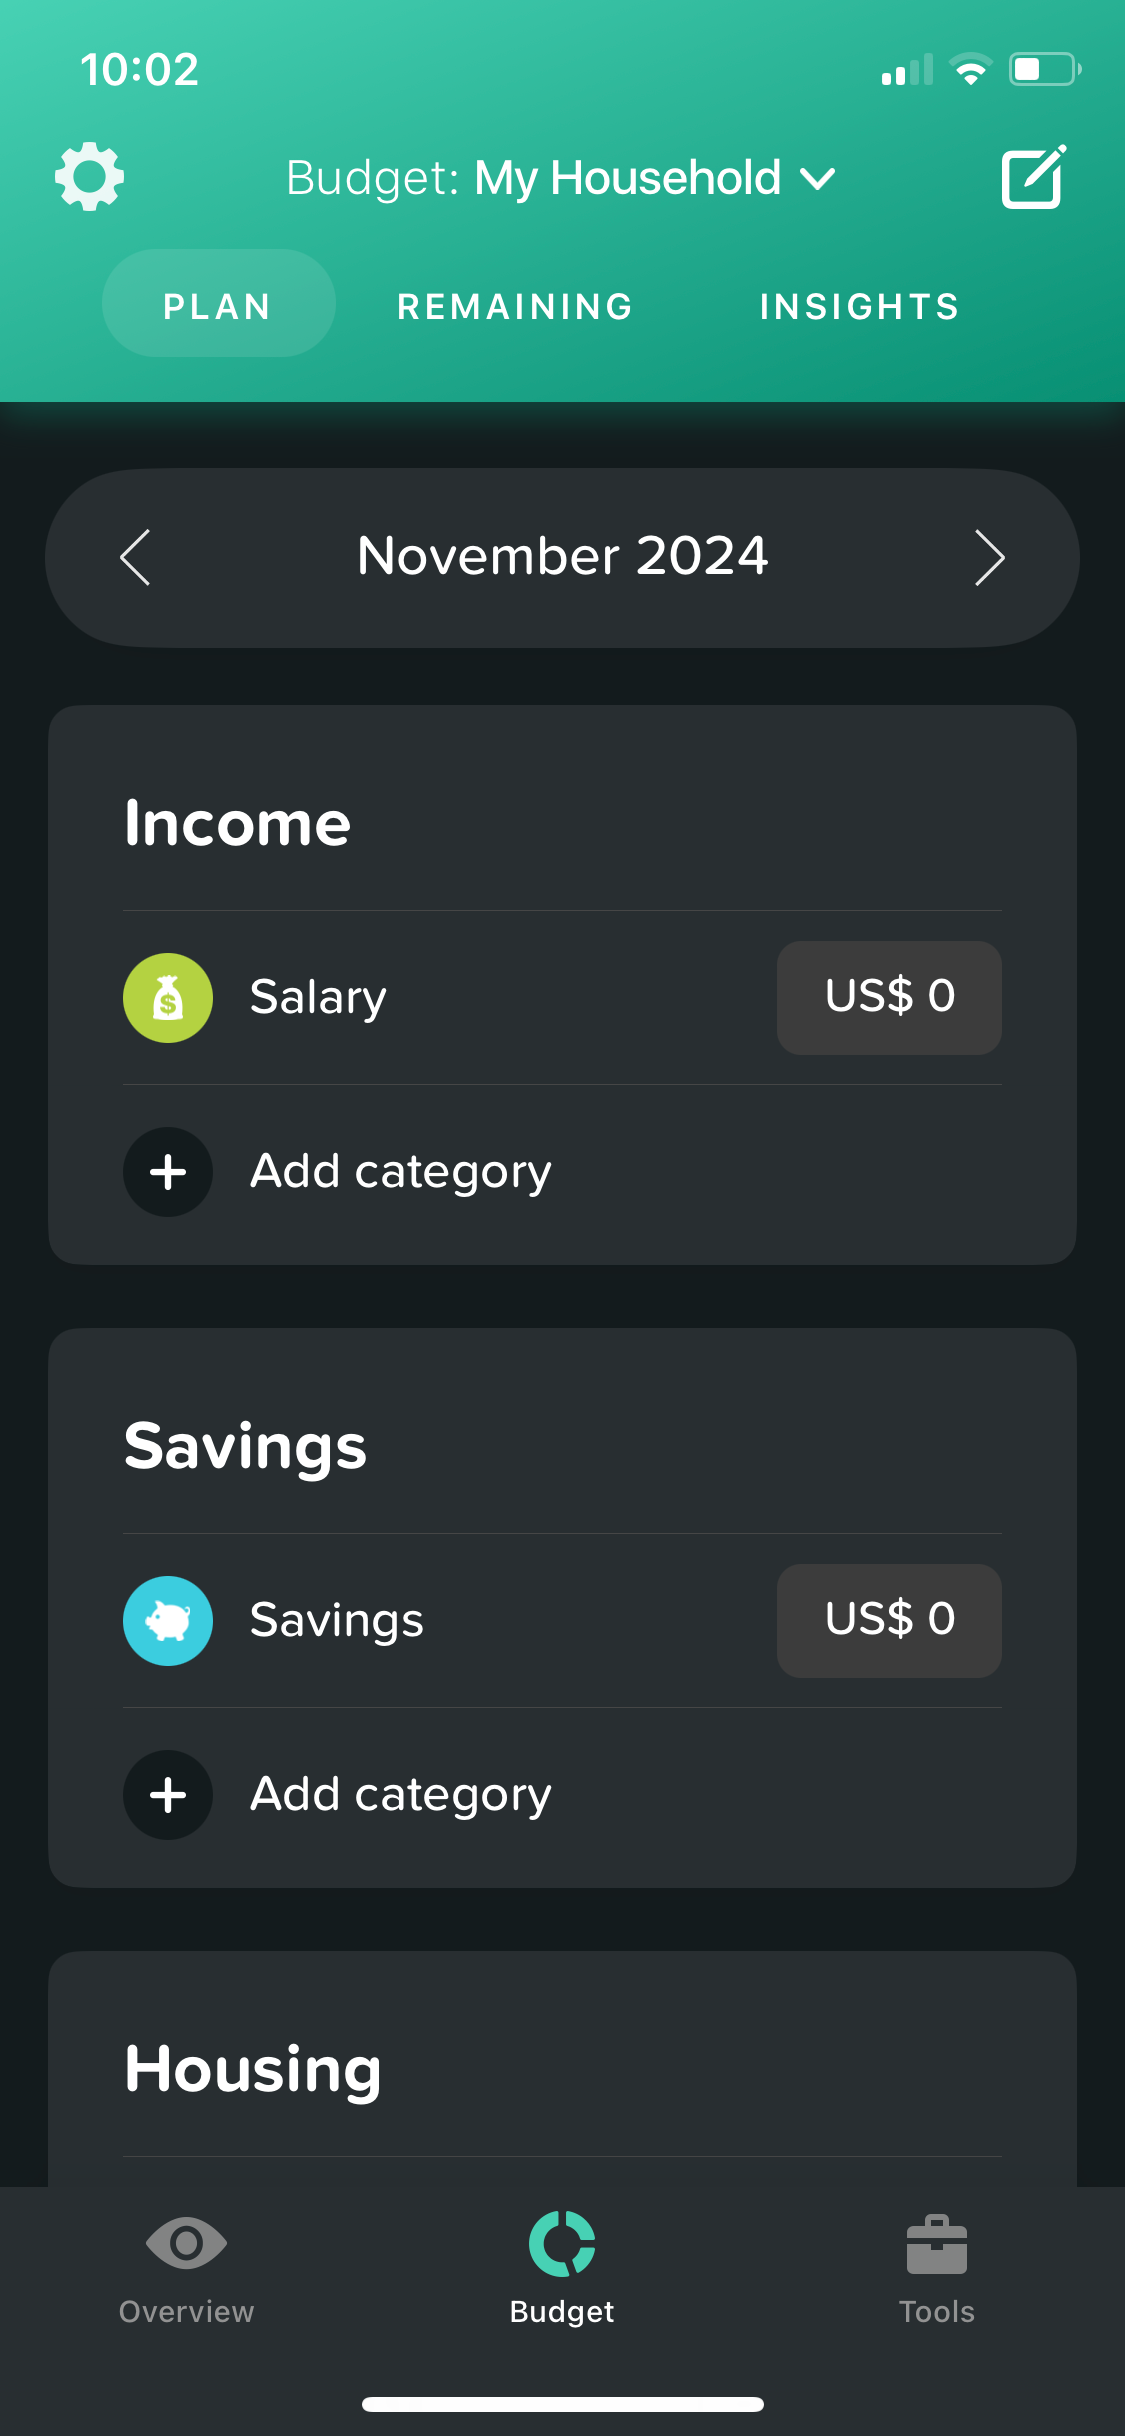 10:02
Budget: My Household
PLAN REMAINING INSIGHTS
November 2024
Income
Salary US$ 0
Add category
Savings
Savings US$ 0
Add category
Housing
Overview Budget Tools